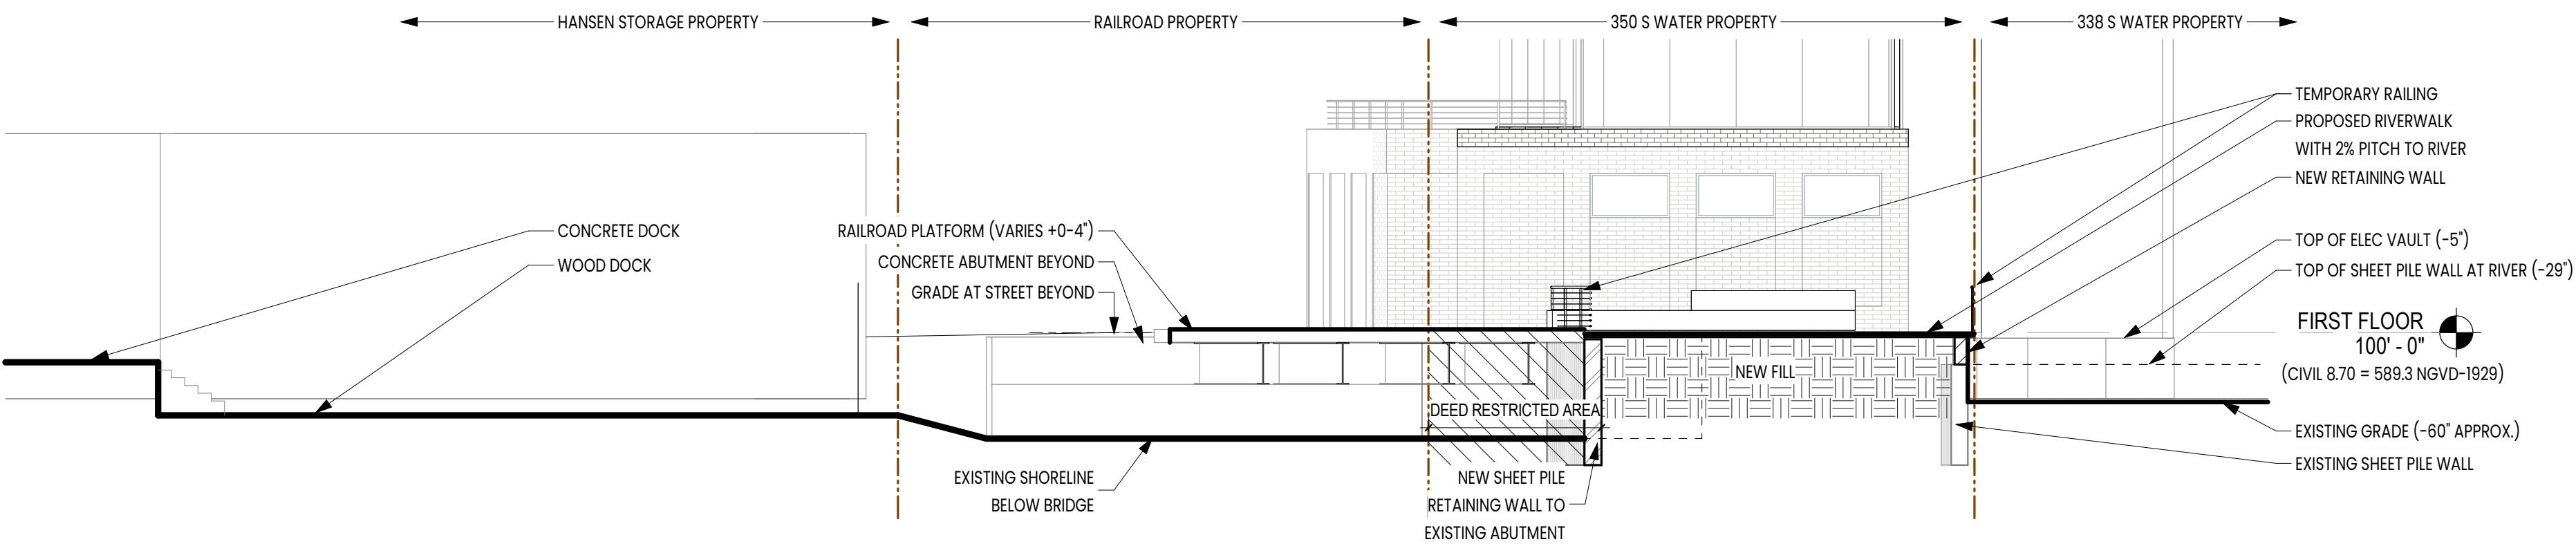 HANSEN STORAGE PROPERTY
RAILROAD PROPERTY
350 S WATER PROPERTY
338 S WATER PROPERTY
CONCRETE DOCK
WOOD DOCK
RAILROAD PLATFORM (VARIES +0-4")
CONCRETE ABUTMENT BEYOND
GRADE AT STREET BEYOND
EXISTING SHORELINE
BELOW BRIDGE
DEED RESTRICTED AREA
NEW SHEET PILE
RETAINING WALL TO
EXISTING ABUTMENT
NEW FILL
TEMPORARY RAILING
PROPOSED RIVERWALK
WITH 2% PITCH TO RIVER
NEW RETAINING WALL
TOP OF ELEC VAULT (-5")
TOP OF SHEET PILE WALL AT RIVER (-29")
FIRST FLOOR
100' - 0"
(CIVIL 8.70 = 589.3 NGVD-1929)
EXISTING GRADE (-60" APPROX.)
EXISTING SHEET PILE WALL